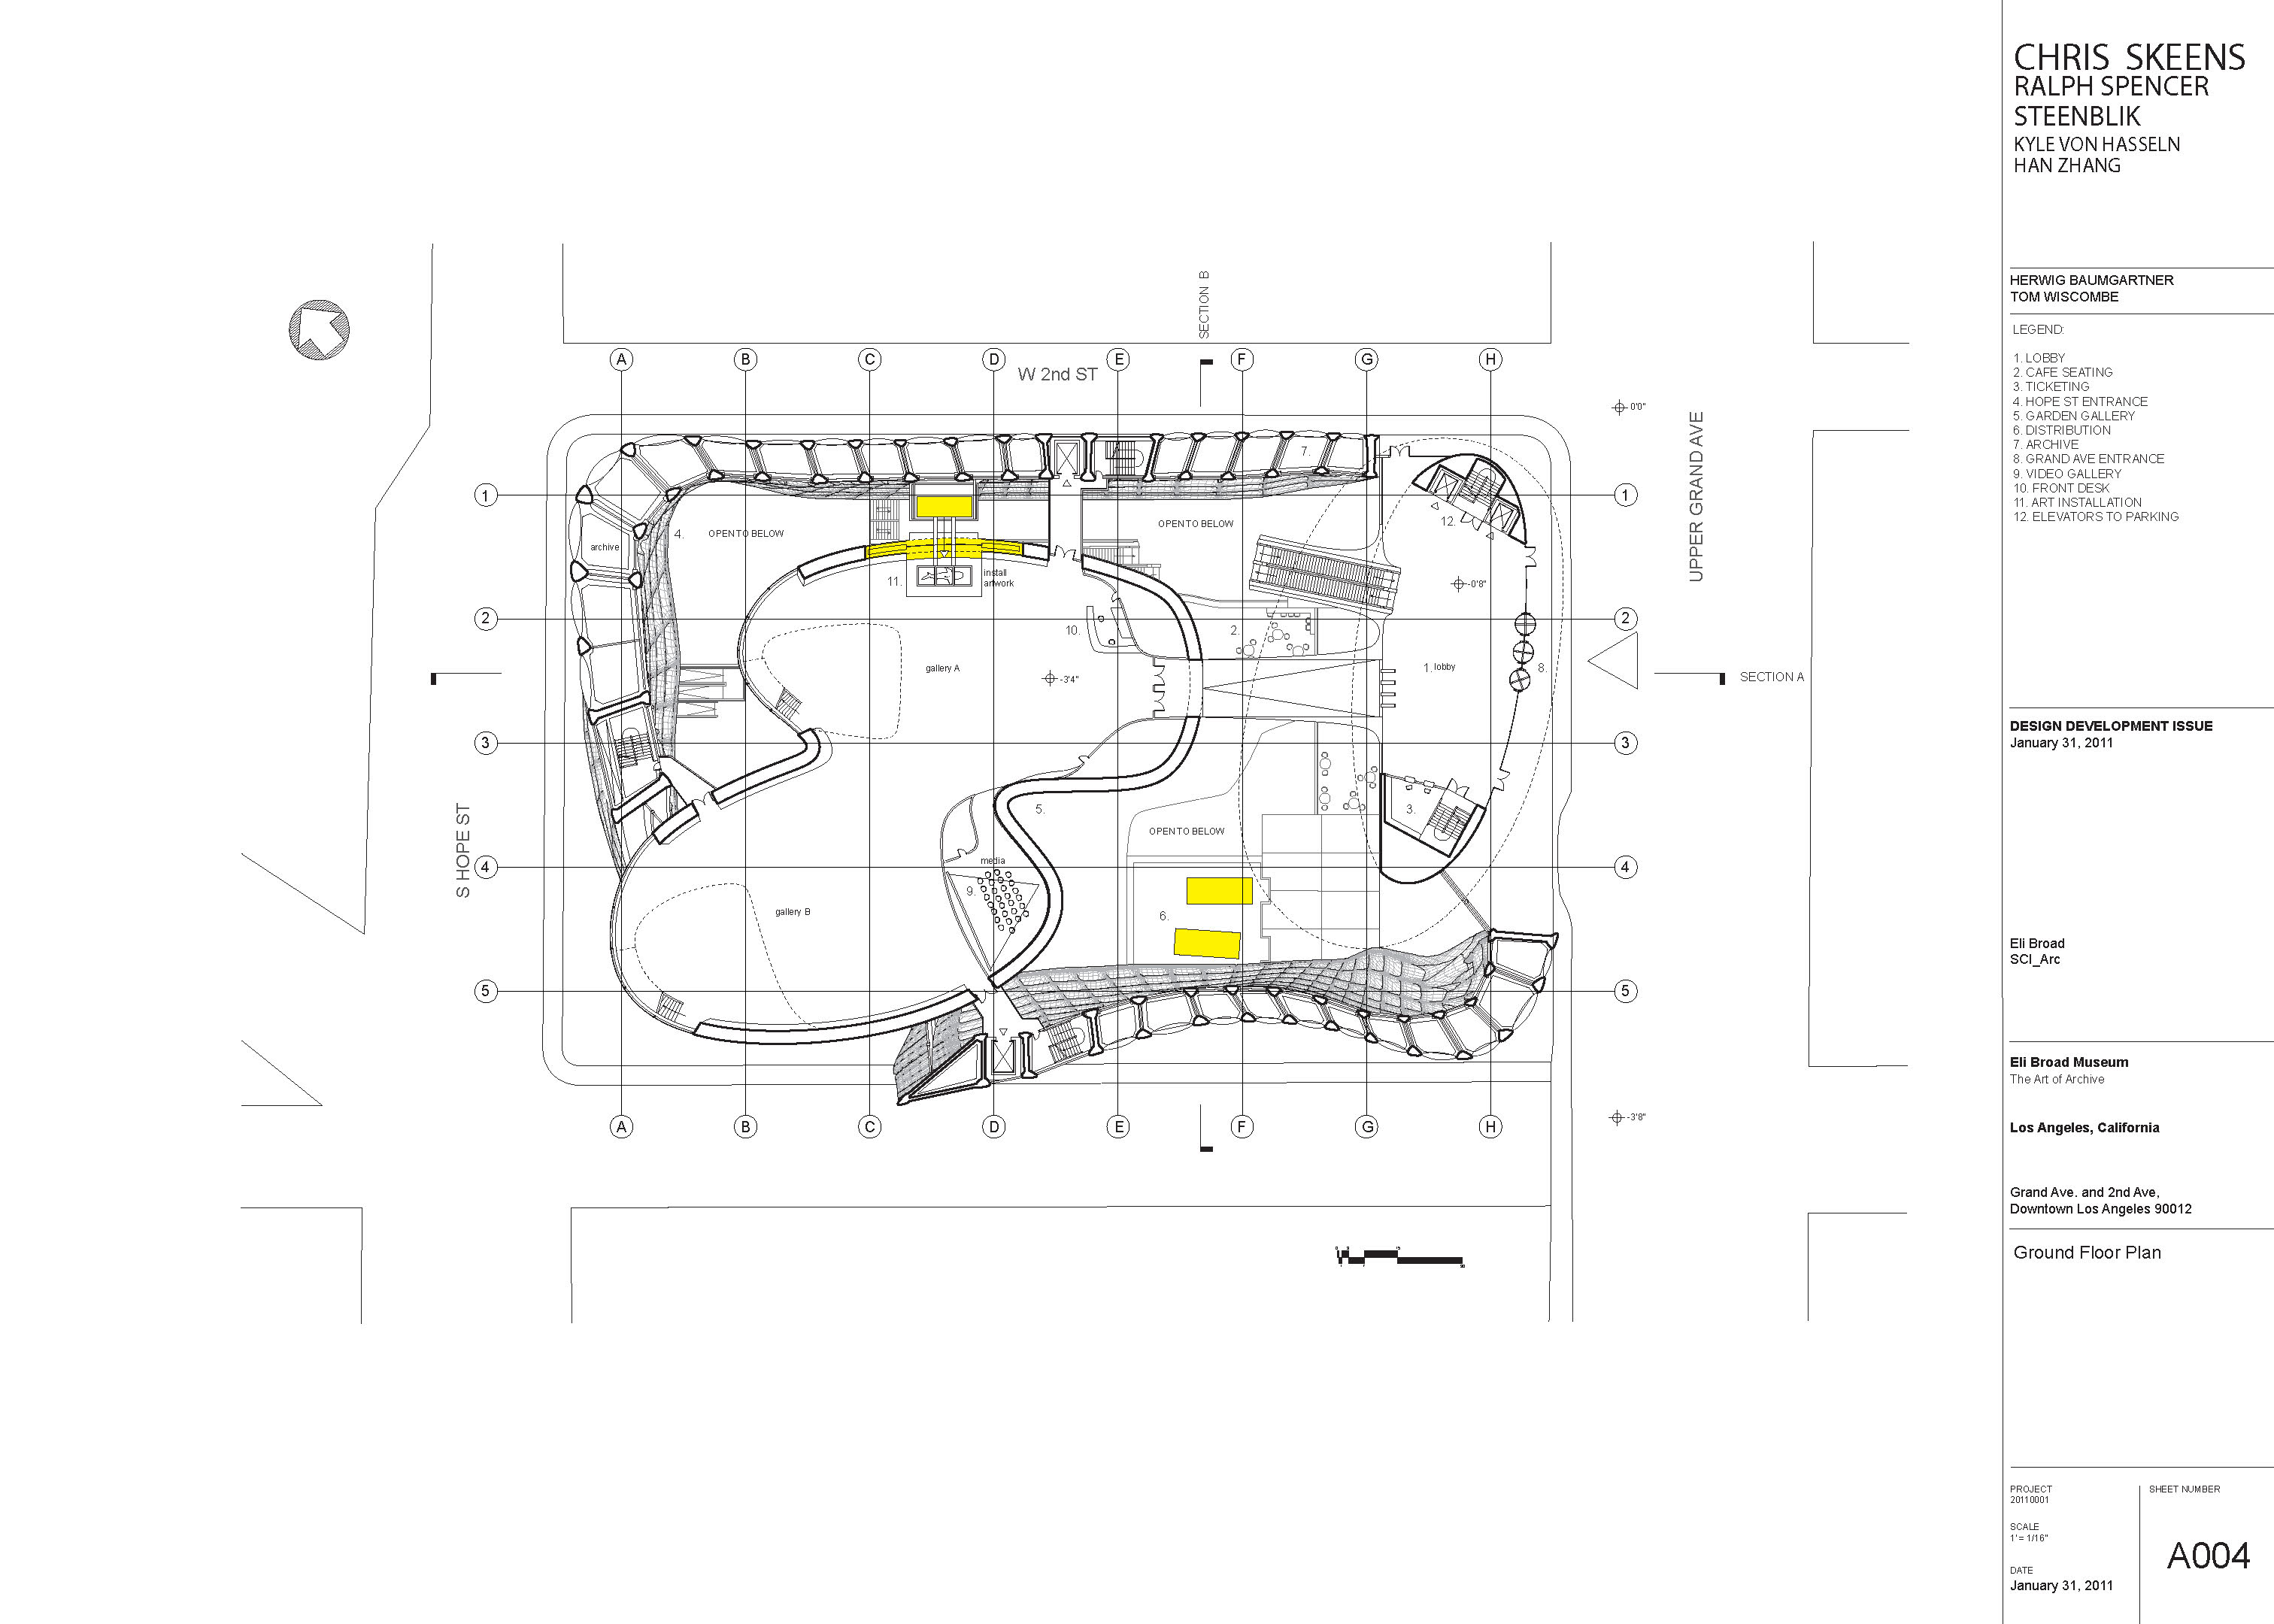 CHRIS SKEENS
RALPH SPENCER
STEENBLIK
KYLE VON HASSELN
HAN ZHANG
HERWIG BAUMGARTNER
TOM WISCOMBE
LEGEND:
1. LOBBY
2. CAFE SEATING
3. TICKETING
4. HOPE ST ENTRANCE
5. GARDEN GALLERY
6. DISTRIBUTION
7. ARCHIVE
8. GRAND AVE ENTRANCE
9. VIDEO GALLERY
10. FRONT DESK
11. ART INSTALLATION
12. ELEVATORS TO PARKING
DESIGN DEVELOPMENT ISSUE
January 31, 2011
Eli Broad
SCI_Arc
Eli Broad Museum
The Art of Archive
Los Angeles, California
Grand Ave. and 2nd Ave,
Downtown Los Angeles 90012
Ground Floor Plan
PROJECT
20110001
SCALE
1' = 1/16"
DATE
January 31, 2011
SHEET NUMBER
A004
SECTION B
A B C D E F G H
W 2nd ST
0'0"
UPPER GRAND AVE
1 1
7.
12.
4.
OPEN TO BELOW
OPEN TO BELOW
archive
11.
install
artwork
-0'8"
2 2
10.
2.
gallery A
-3'4"
1. lobby
8.
SECTION A
3 3
5.
3.
OPEN TO BELOW
S HOPE ST
4 4
media
9.
gallery B
6.
5 5
-3'8"
A B C D E F G H